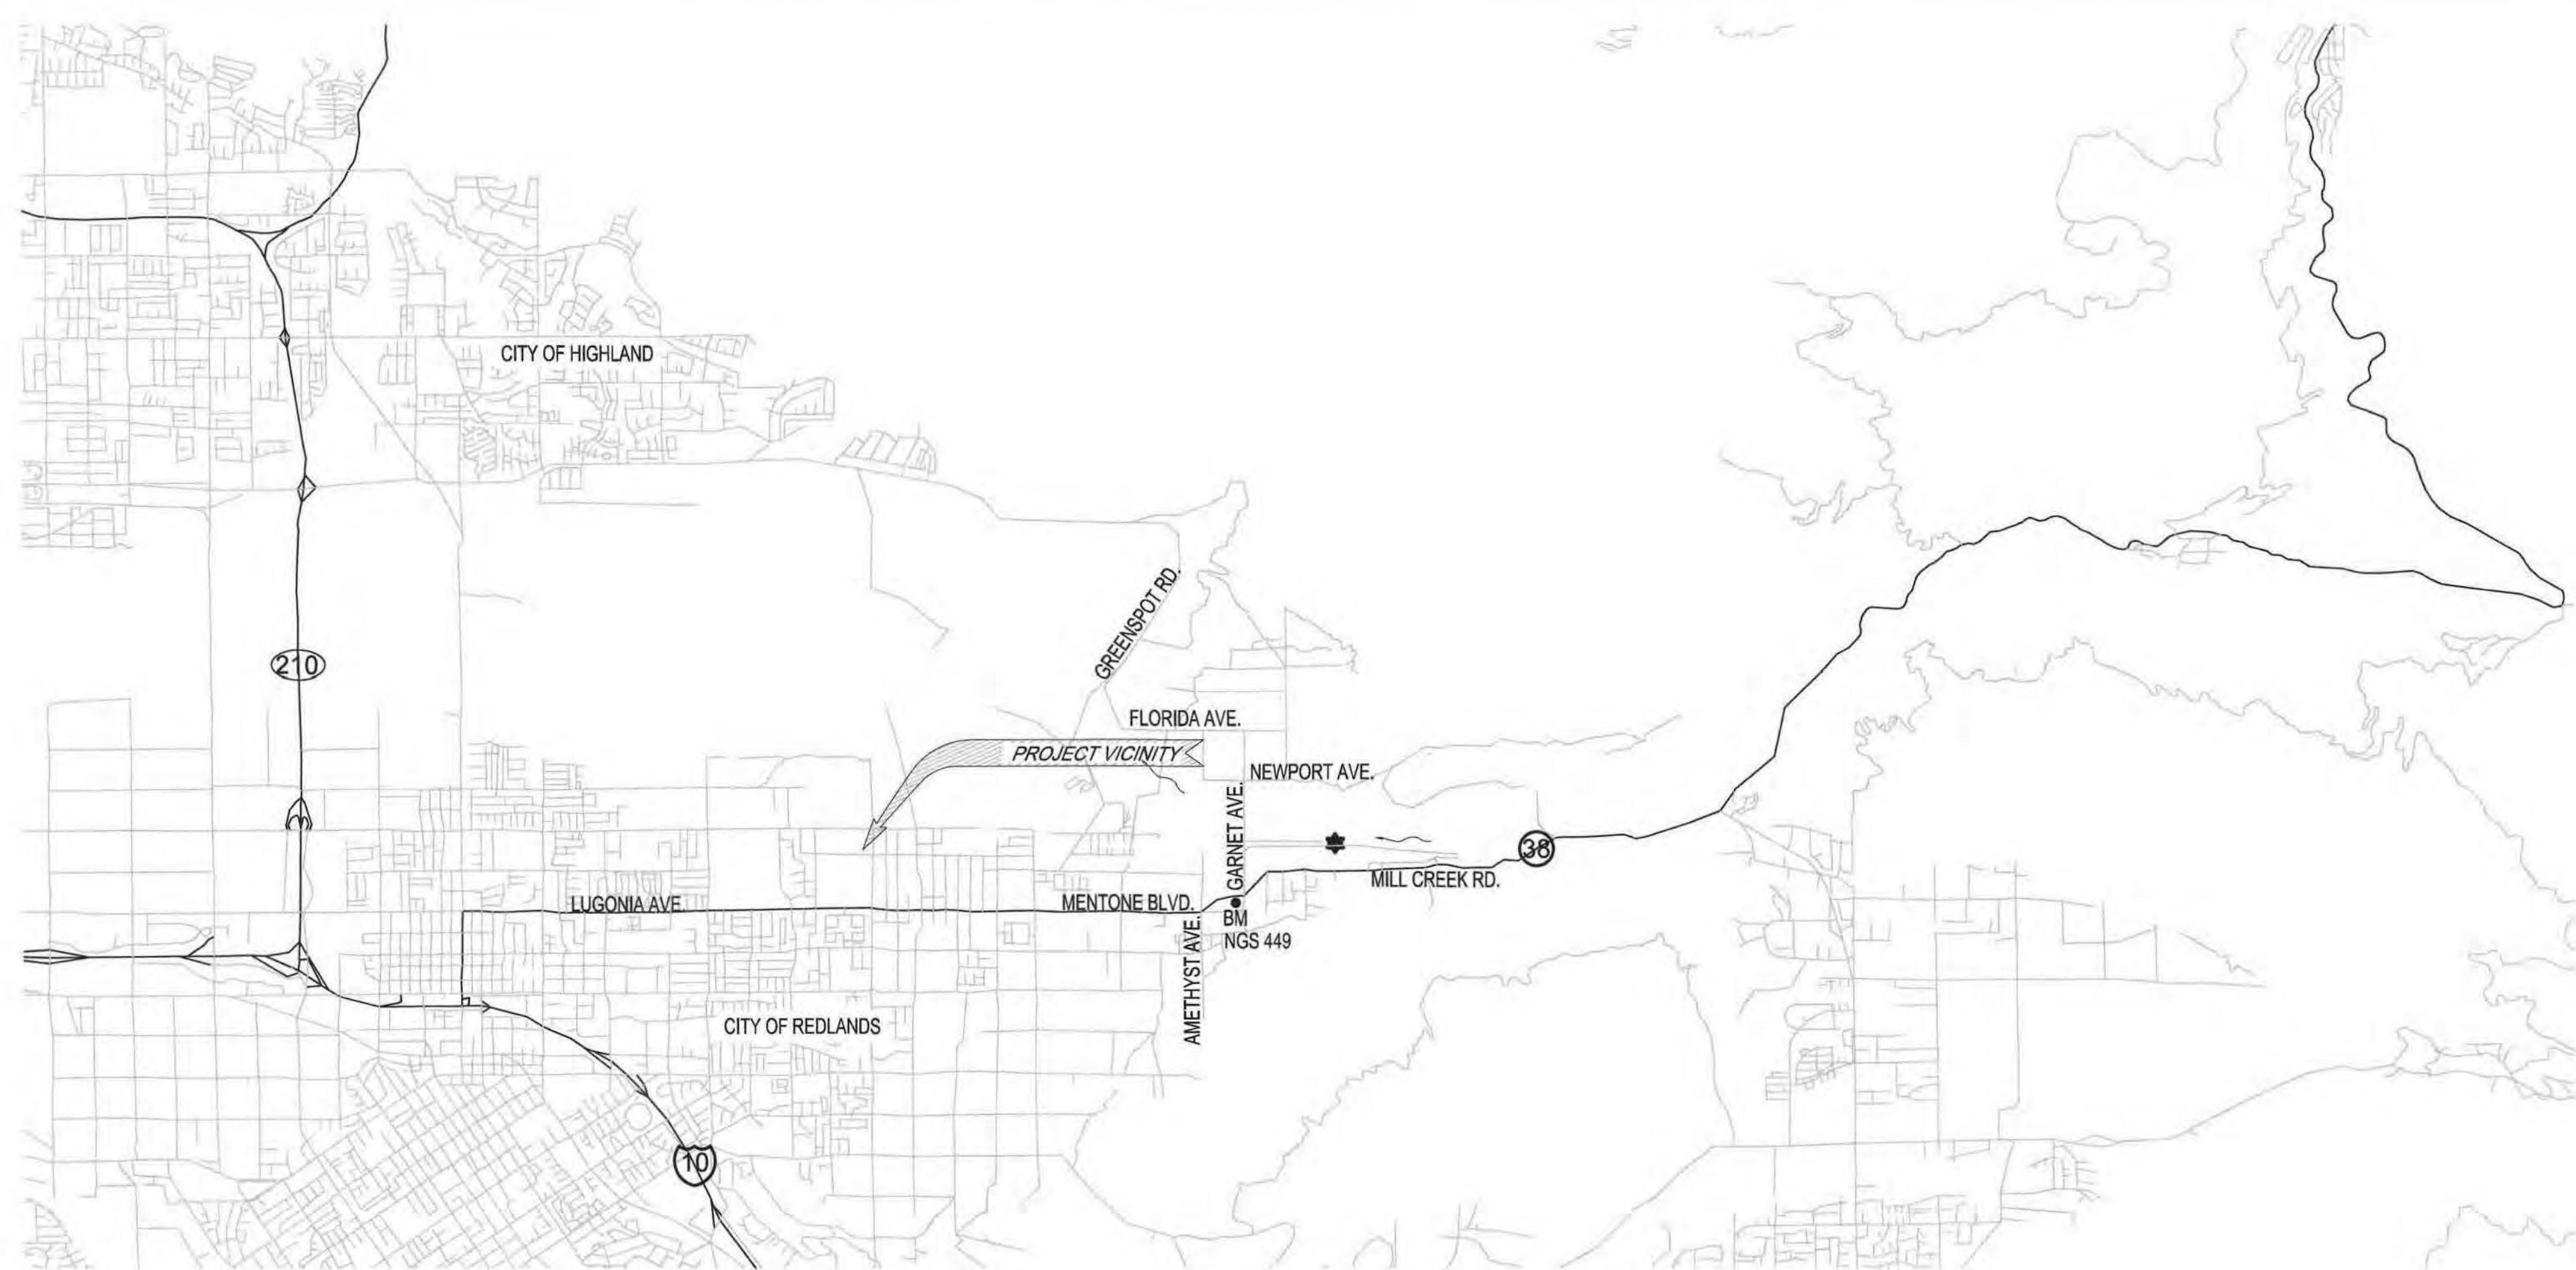 CITY OF HIGHLAND
GREENSPOT RD.
210
FLORIDA AVE.
PROJECT VICINITY
NEWPORT AVE.
GARNET AVE.
38
MILL CREEK RD.
LUGONIA AVE.
MENTONE BLVD.
BM
NGS 449
AMETHYST AVE.
CITY OF REDLANDS
10